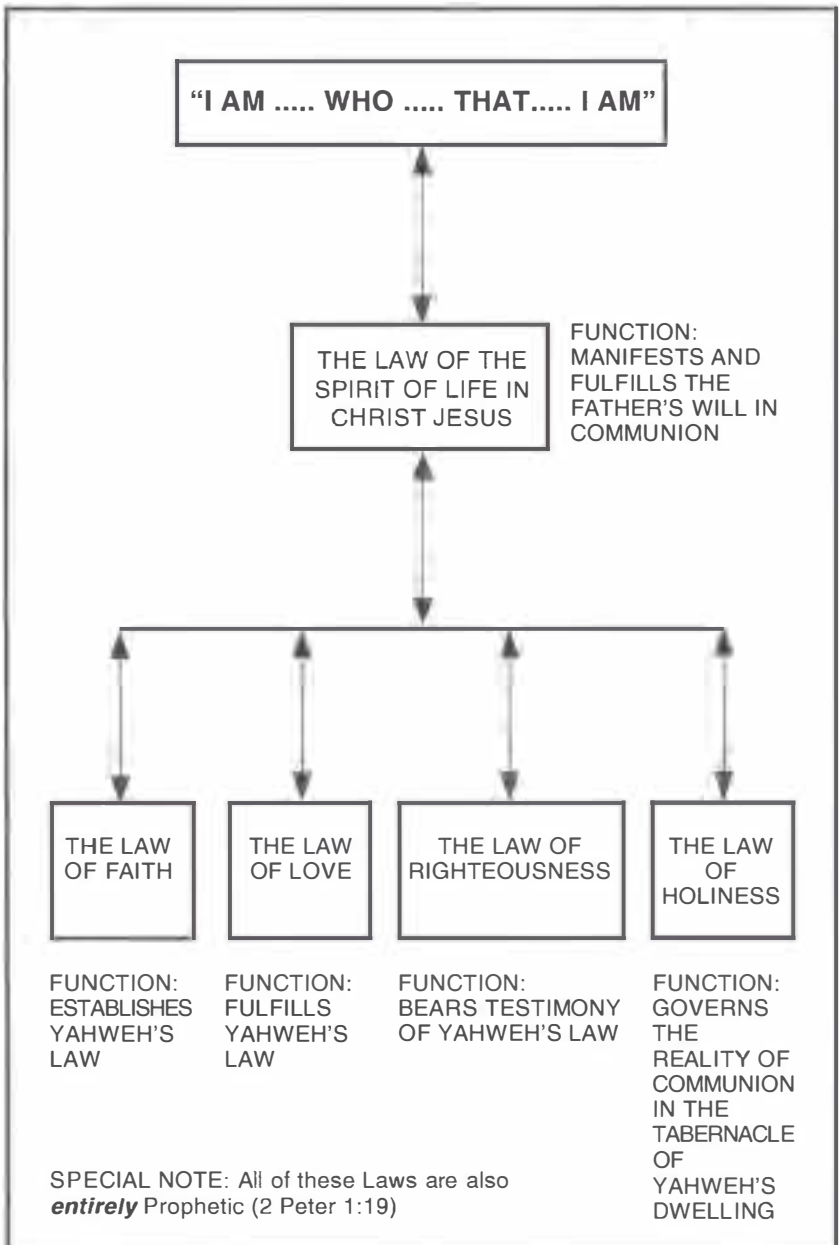 “I AM ..... WHO ..... THAT..... I AM”
THE LAW OF THE
SPIRIT OF LIFE IN
CHRIST JESUS
FUNCTION:
MANIFESTS AND
FULFILLS THE
FATHER’S WILL IN
COMMUNION
THE LAW
OF FAITH
THE LAW
OF LOVE
THE LAW OF
RIGHTEOUSNESS
THE LAW
OF
HOLINESS
FUNCTION:
ESTABLISHES
YAHWEH’S
LAW
FUNCTION:
FULFILLS
YAHWEH’S
LAW
FUNCTION:
BEARS TESTIMONY
OF YAHWEH’S LAW
FUNCTION:
GOVERNS
THE
REALITY OF
COMMUNION
IN THE
TABERNACLE
OF
YAHWEH’S
DWELLING
SPECIAL NOTE: All of these Laws are also
entirely Prophetic (2 Peter 1:19)